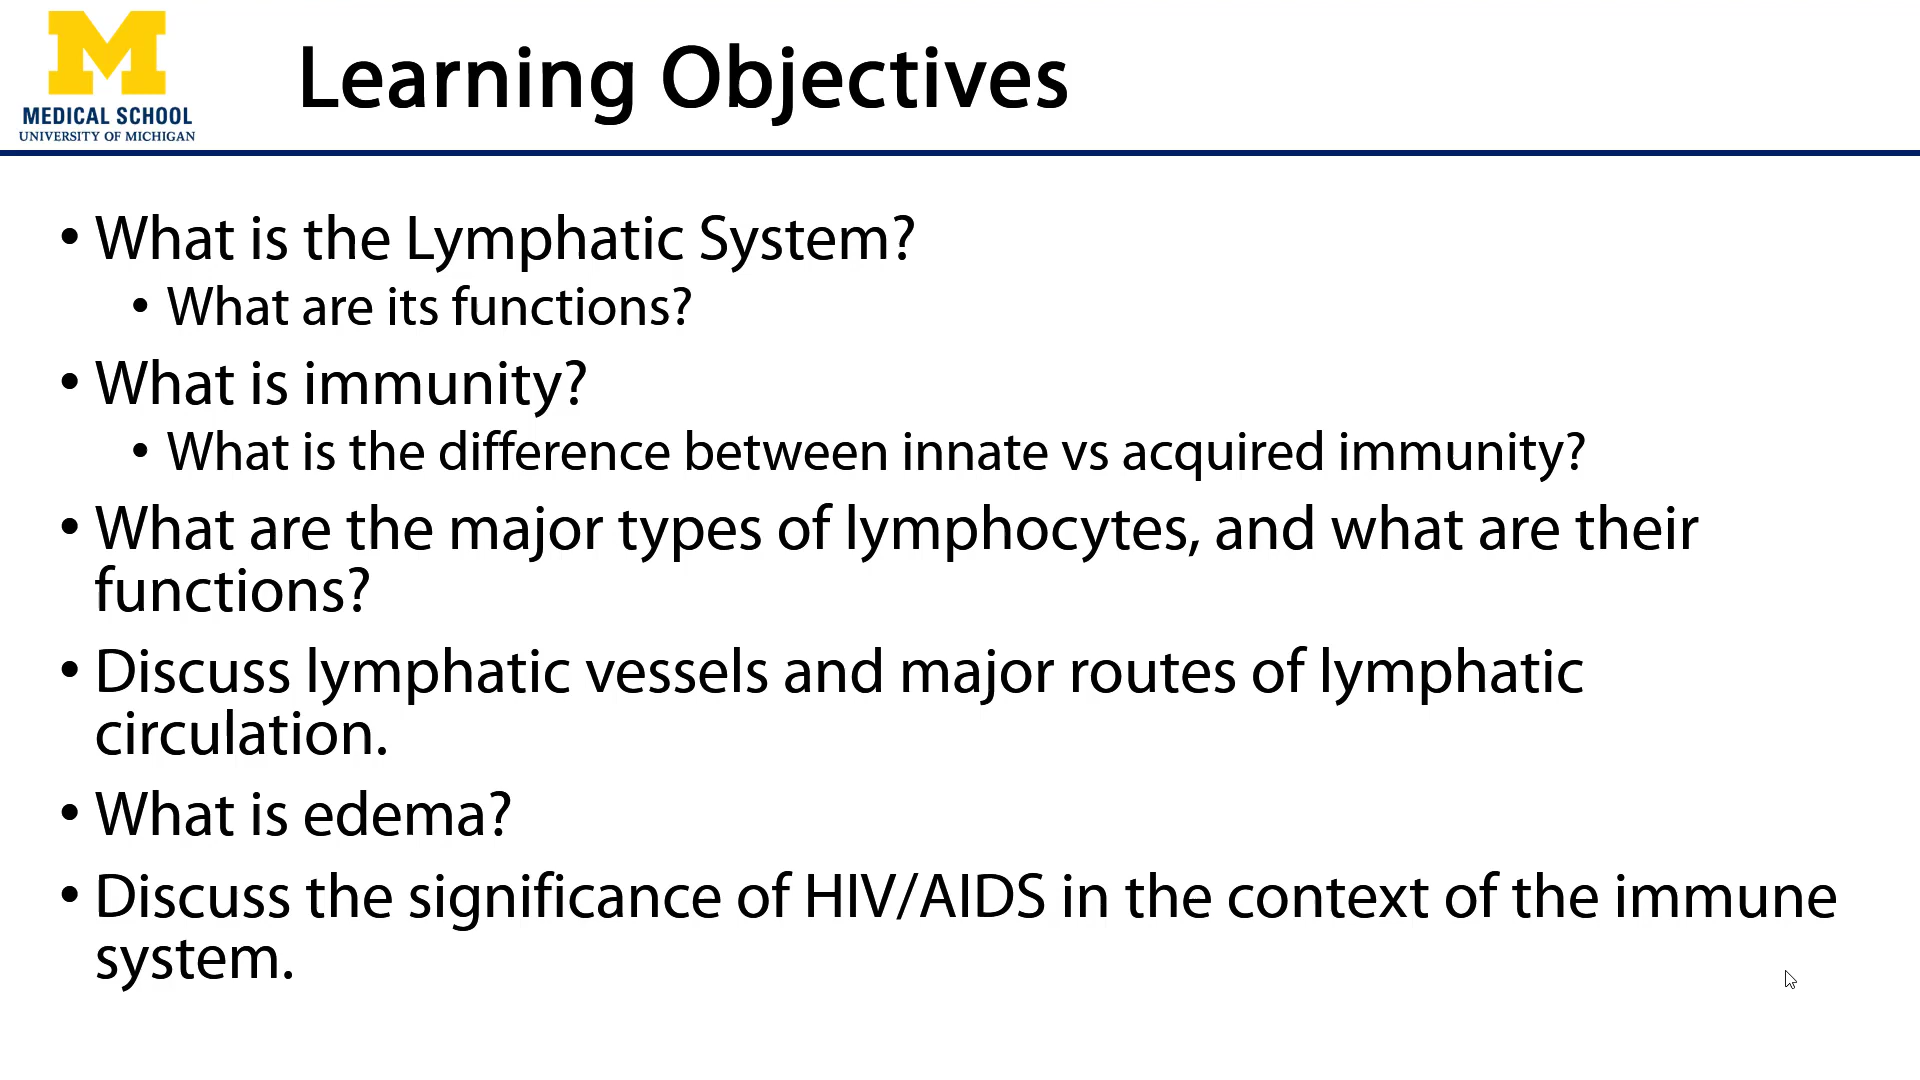 M
MEDICAL SCHOOL
UNIVERSITY OF MICHIGAN
Learning Objectives
• What is the Lymphatic System?
• What are its functions?
• What is immunity?
• What is the difference between innate vs acquired immunity?
• What are the major types of lymphocytes, and what are their
functions?
• Discuss lymphatic vessels and major routes of lymphatic
circulation.
• What is edema?
• Discuss the significance of HIV/AIDS in the context of the immune
system.